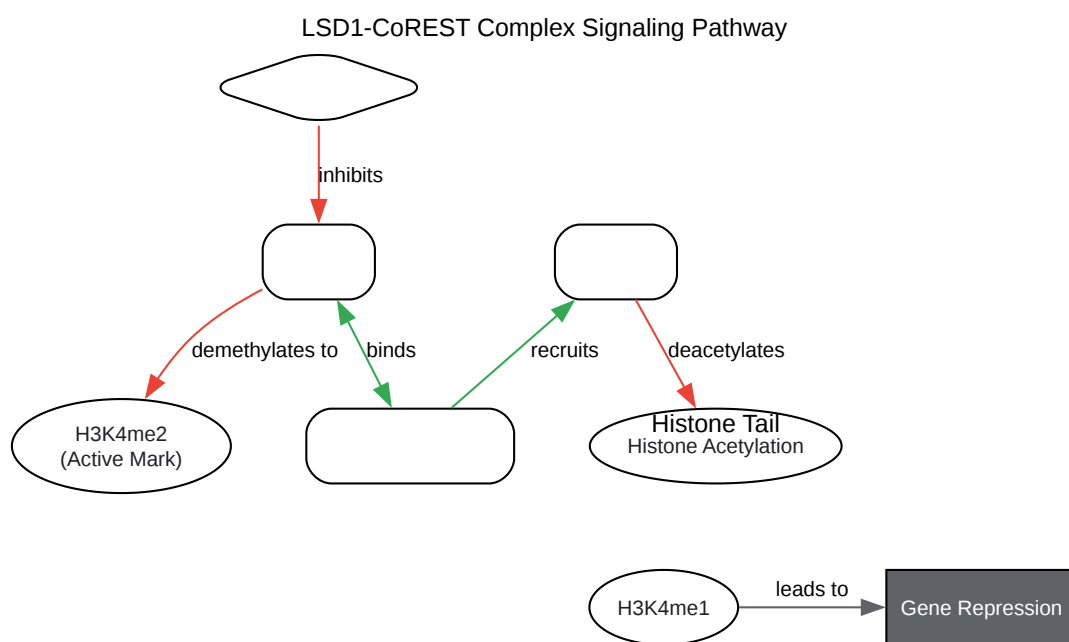 LSD1-CoREST Complex Signaling Pathway
inhibits
demethylates to
binds
recruits
deacetylates
H3K4me2
(Active Mark)
Histone Tail
Histone Acetylation
H3K4me1
leads to
Gene Repression